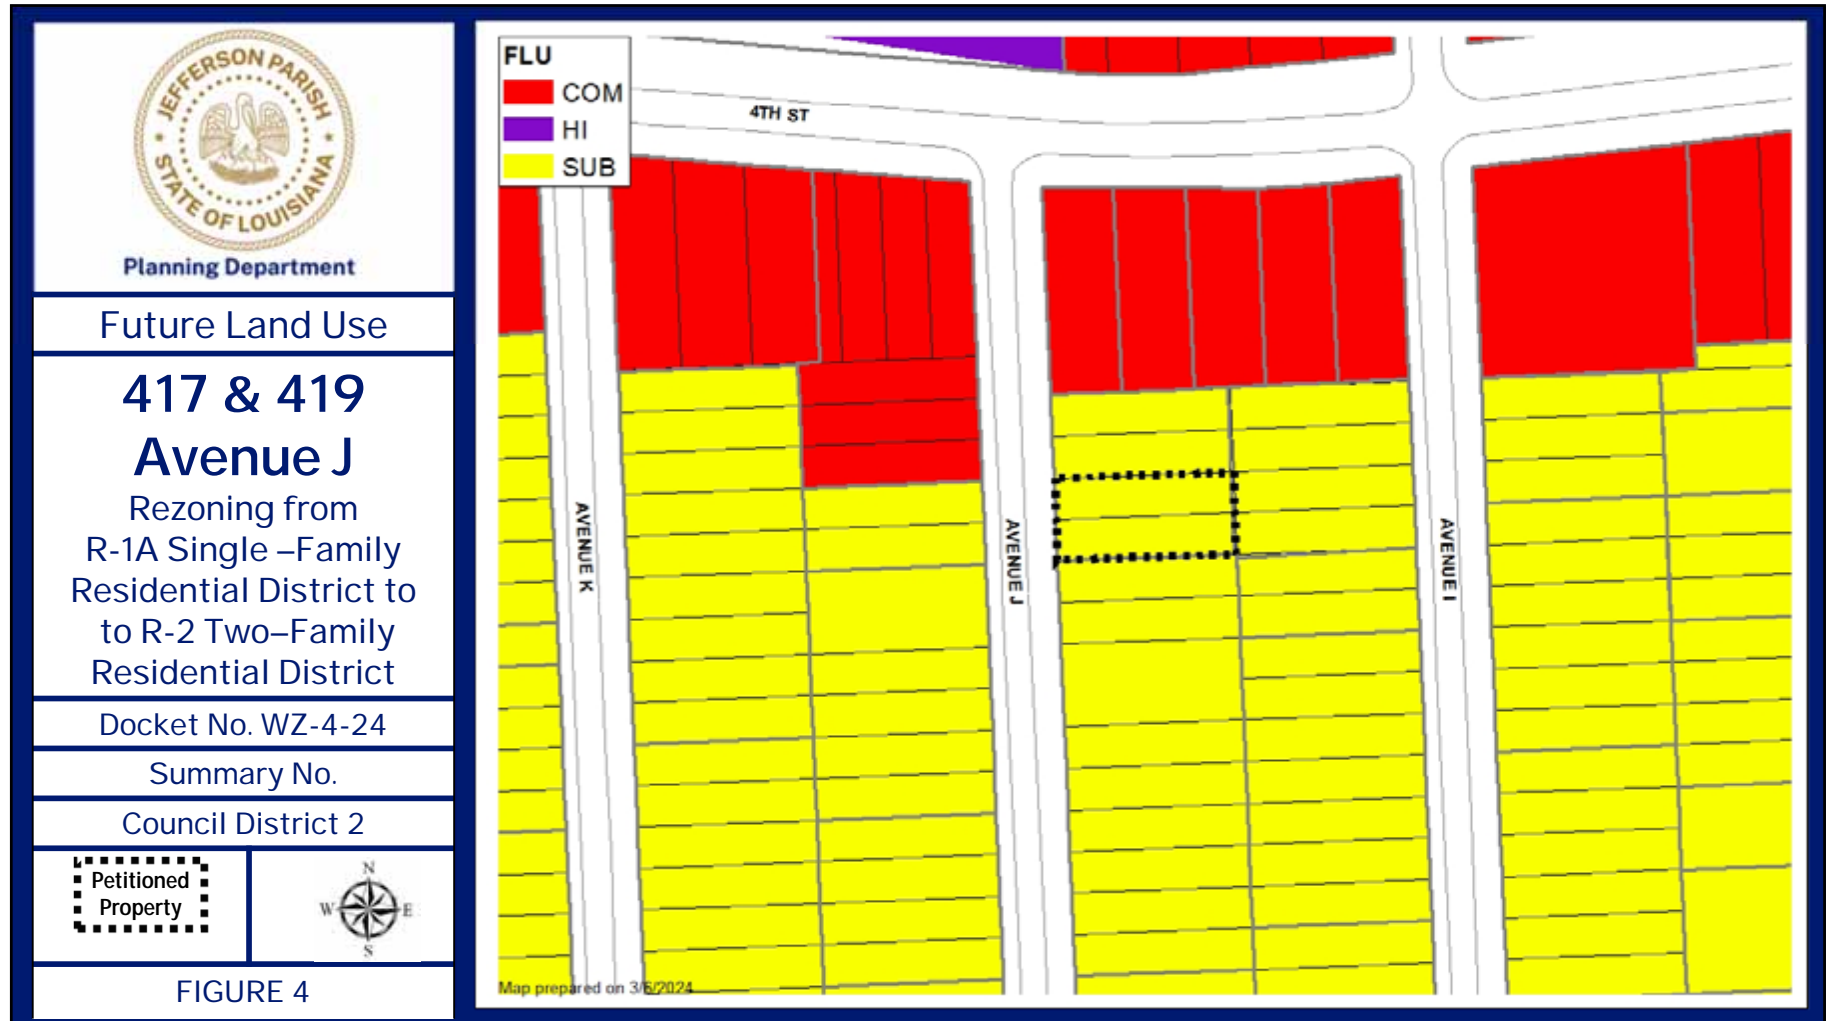 JEFFERSON PARISH
STATE OF LOUISIANA
Planning Department
Future Land Use
417 & 419
Avenue J
Rezoning from
R-1A Single –Family
Residential District to
to R-2 Two–Family
Residential District
Docket No. WZ-4-24
Summary No.
Council District 2
Petitioned
Property
N
W
E
S
FIGURE 4
FLU
COM
HI
SUB
4TH ST
AVENUE K
AVENUE J
AVENUE I
Map prepared on 3/6/2024